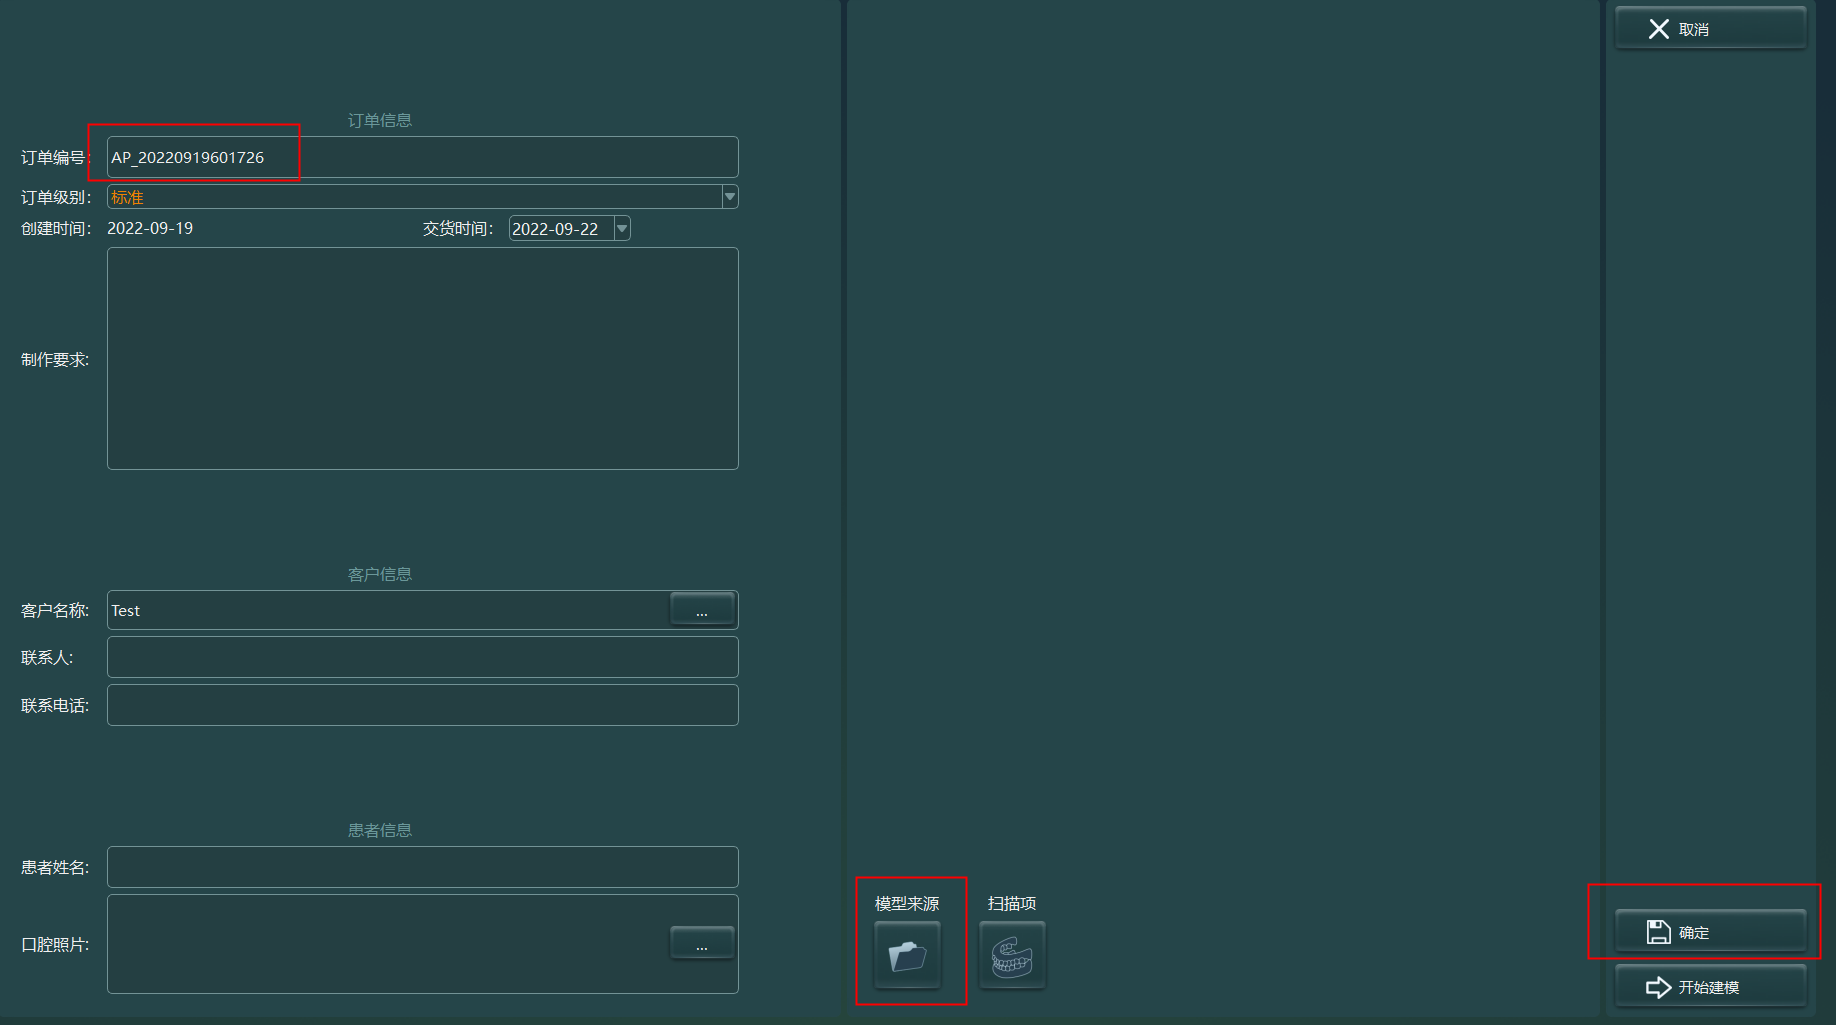 订单信息
订单编号: AP_20220919601726
订单级别: 标准
创建时间: 2022-09-19 交货时间: 2022-09-22
制作要求:
客户信息
客户名称: Test ...
联系人:
联系电话:
患者信息
患者姓名:
口腔照片: ...
模型来源 扫描项
取消
确定
开始建模